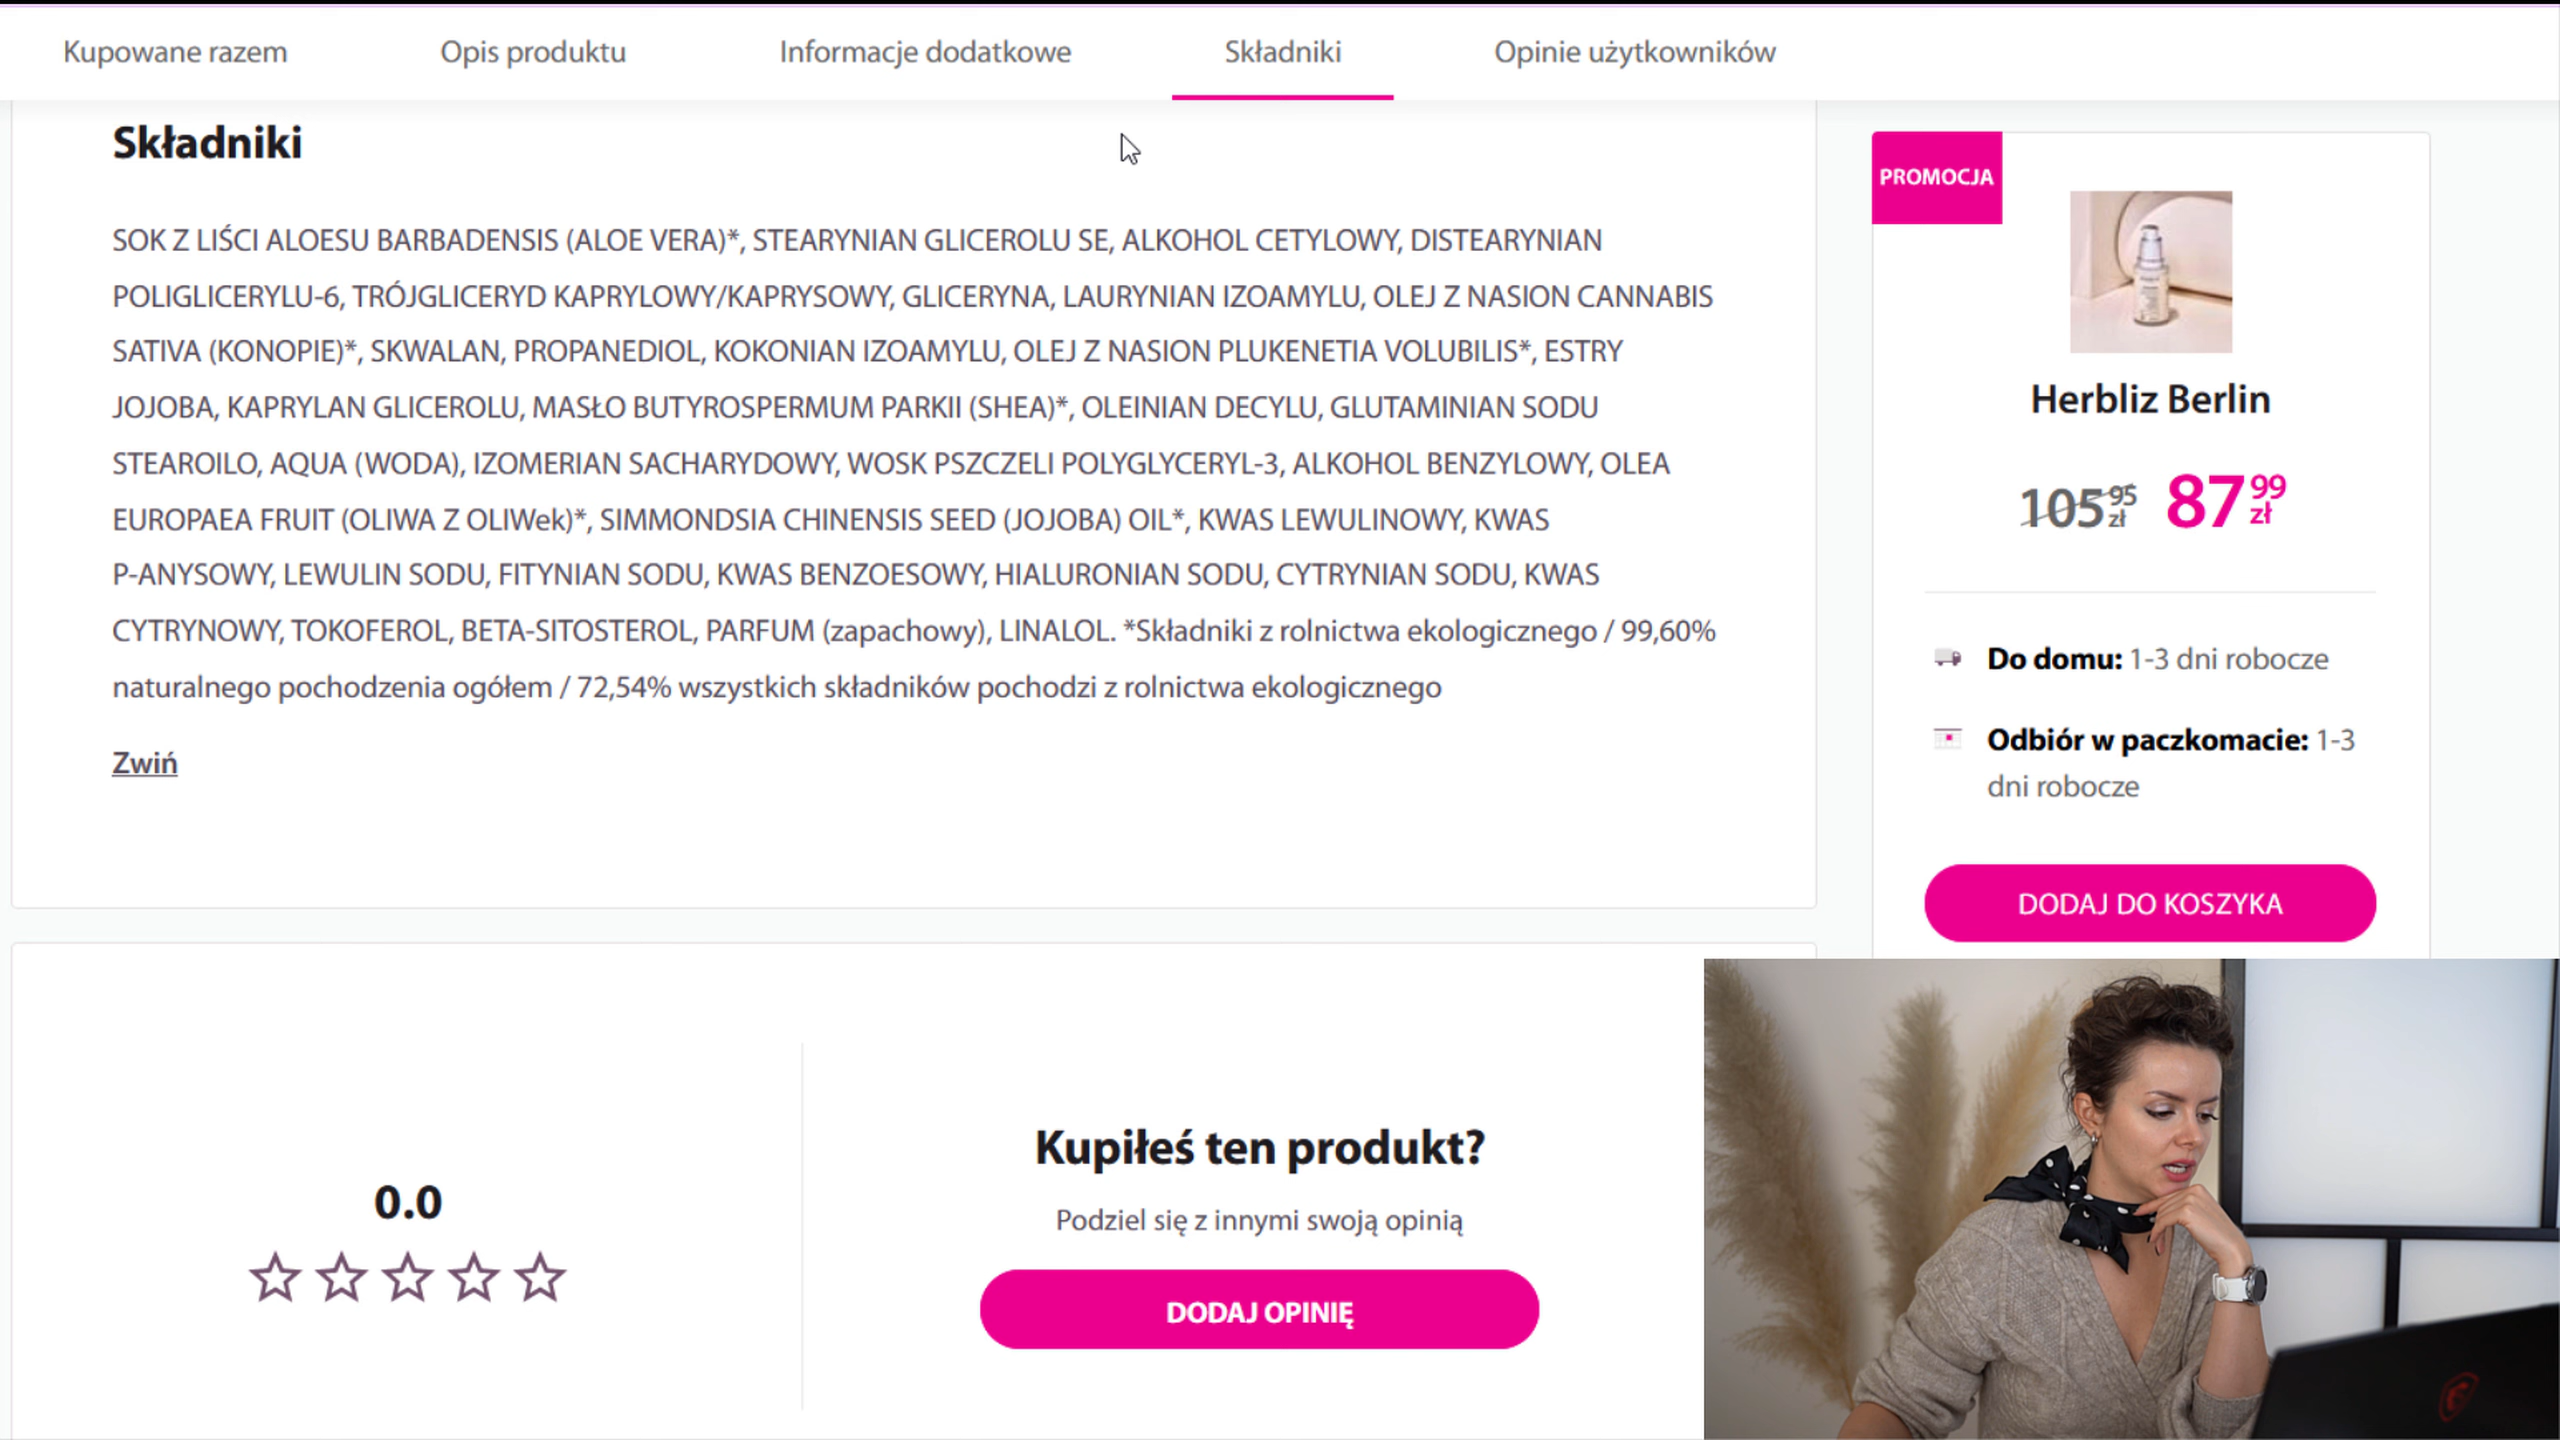 Kupowane razem
Opis produktu
Informacje dodatkowe
Składniki
Opinie użytkowników
Składniki
SOK Z LIŚCI ALOESU BARBADENSIS (ALOE VERA)*, STEARYNIAN GLICEROLU SE, ALKOHOL CETYLOWY, DISTEARYNIAN
POLIGLICERYLU-6, TRÓJGLICERYD KAPRYLOWY/KAPRYSOWY, GLICERYNA, LAURYNIAN IZOAMYLU, OLEJ Z NASION CANNABIS
SATIVA (KONOPIE)*, SKWALAN, PROPANEDIOL, KOKONIAN IZOAMYLU, OLEJ Z NASION PLUKENETIA VOLUBILIS*, ESTRY
JOJOBA, KAPRYLAN GLICEROLU, MASŁO BUTYROSPERMUM PARKII (SHEA)*, OLEINIAN DECYLU, GLUTAMINIAN SODU
STEAROILO, AQUA (WODA), IZOMERIAN SACHARYDOWY, WOSK PSZCZELI POLYGLYCERYL-3, ALKOHOL BENZYLOWY, OLEA
EUROPAEA FRUIT (OLIWA Z OLIWek)*, SIMMONDSIA CHINENSIS SEED (JOJOBA) OIL*, KWAS LEWULINOWY, KWAS
P-ANYSOWY, LEWULIN SODU, FITYNIAN SODU, KWAS BENZOESOWY, HIALURONIAN SODU, CYTRYNIAN SODU, KWAS
CYTRYNOWY, TOKOFEROL, BETA-SITOSTEROL, PARFUM (zapachowy), LINALOL. *Składniki z rolnictwa ekologicznego / 99,60%
naturalnego pochodzenia ogółem / 72,54% wszystkich składników pochodzi z rolnictwa ekologicznego
Zwiń
PROMOCJA
Herbliz Berlin
105 95 zł 87 99 zł
Do domu: 1-3 dni robocze
Odbiór w paczkomacie: 1-3
dni robocze
DODAJ DO KOSZYKA
0.0
Kupiłeś ten produkt?
Podziel się z innymi swoją opinią
DODAJ OPINIĘ